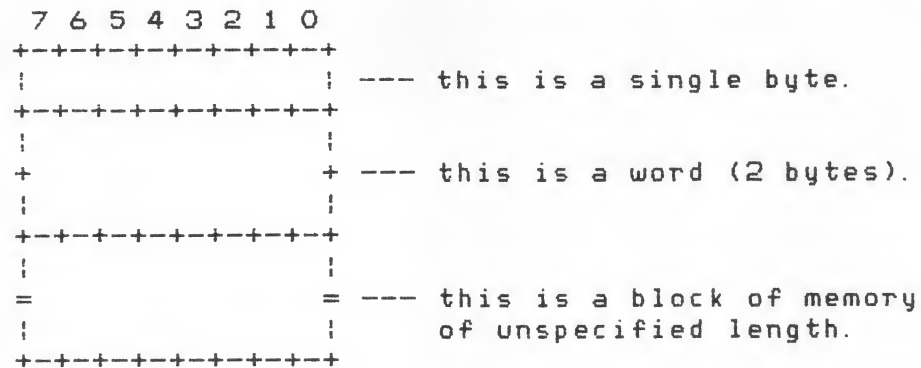 7 6 5 4 3 2 1 0
+-+-+-+-+-+-+-+-+
¦               ¦ --- this is a single byte.
+-+-+-+-+-+-+-+-+
¦               ¦
+               + --- this is a word (2 bytes).
¦               ¦
+-+-+-+-+-+-+-+-+
¦               ¦
=               = --- this is a block of memory
¦               ¦     of unspecified length.
+-+-+-+-+-+-+-+-+